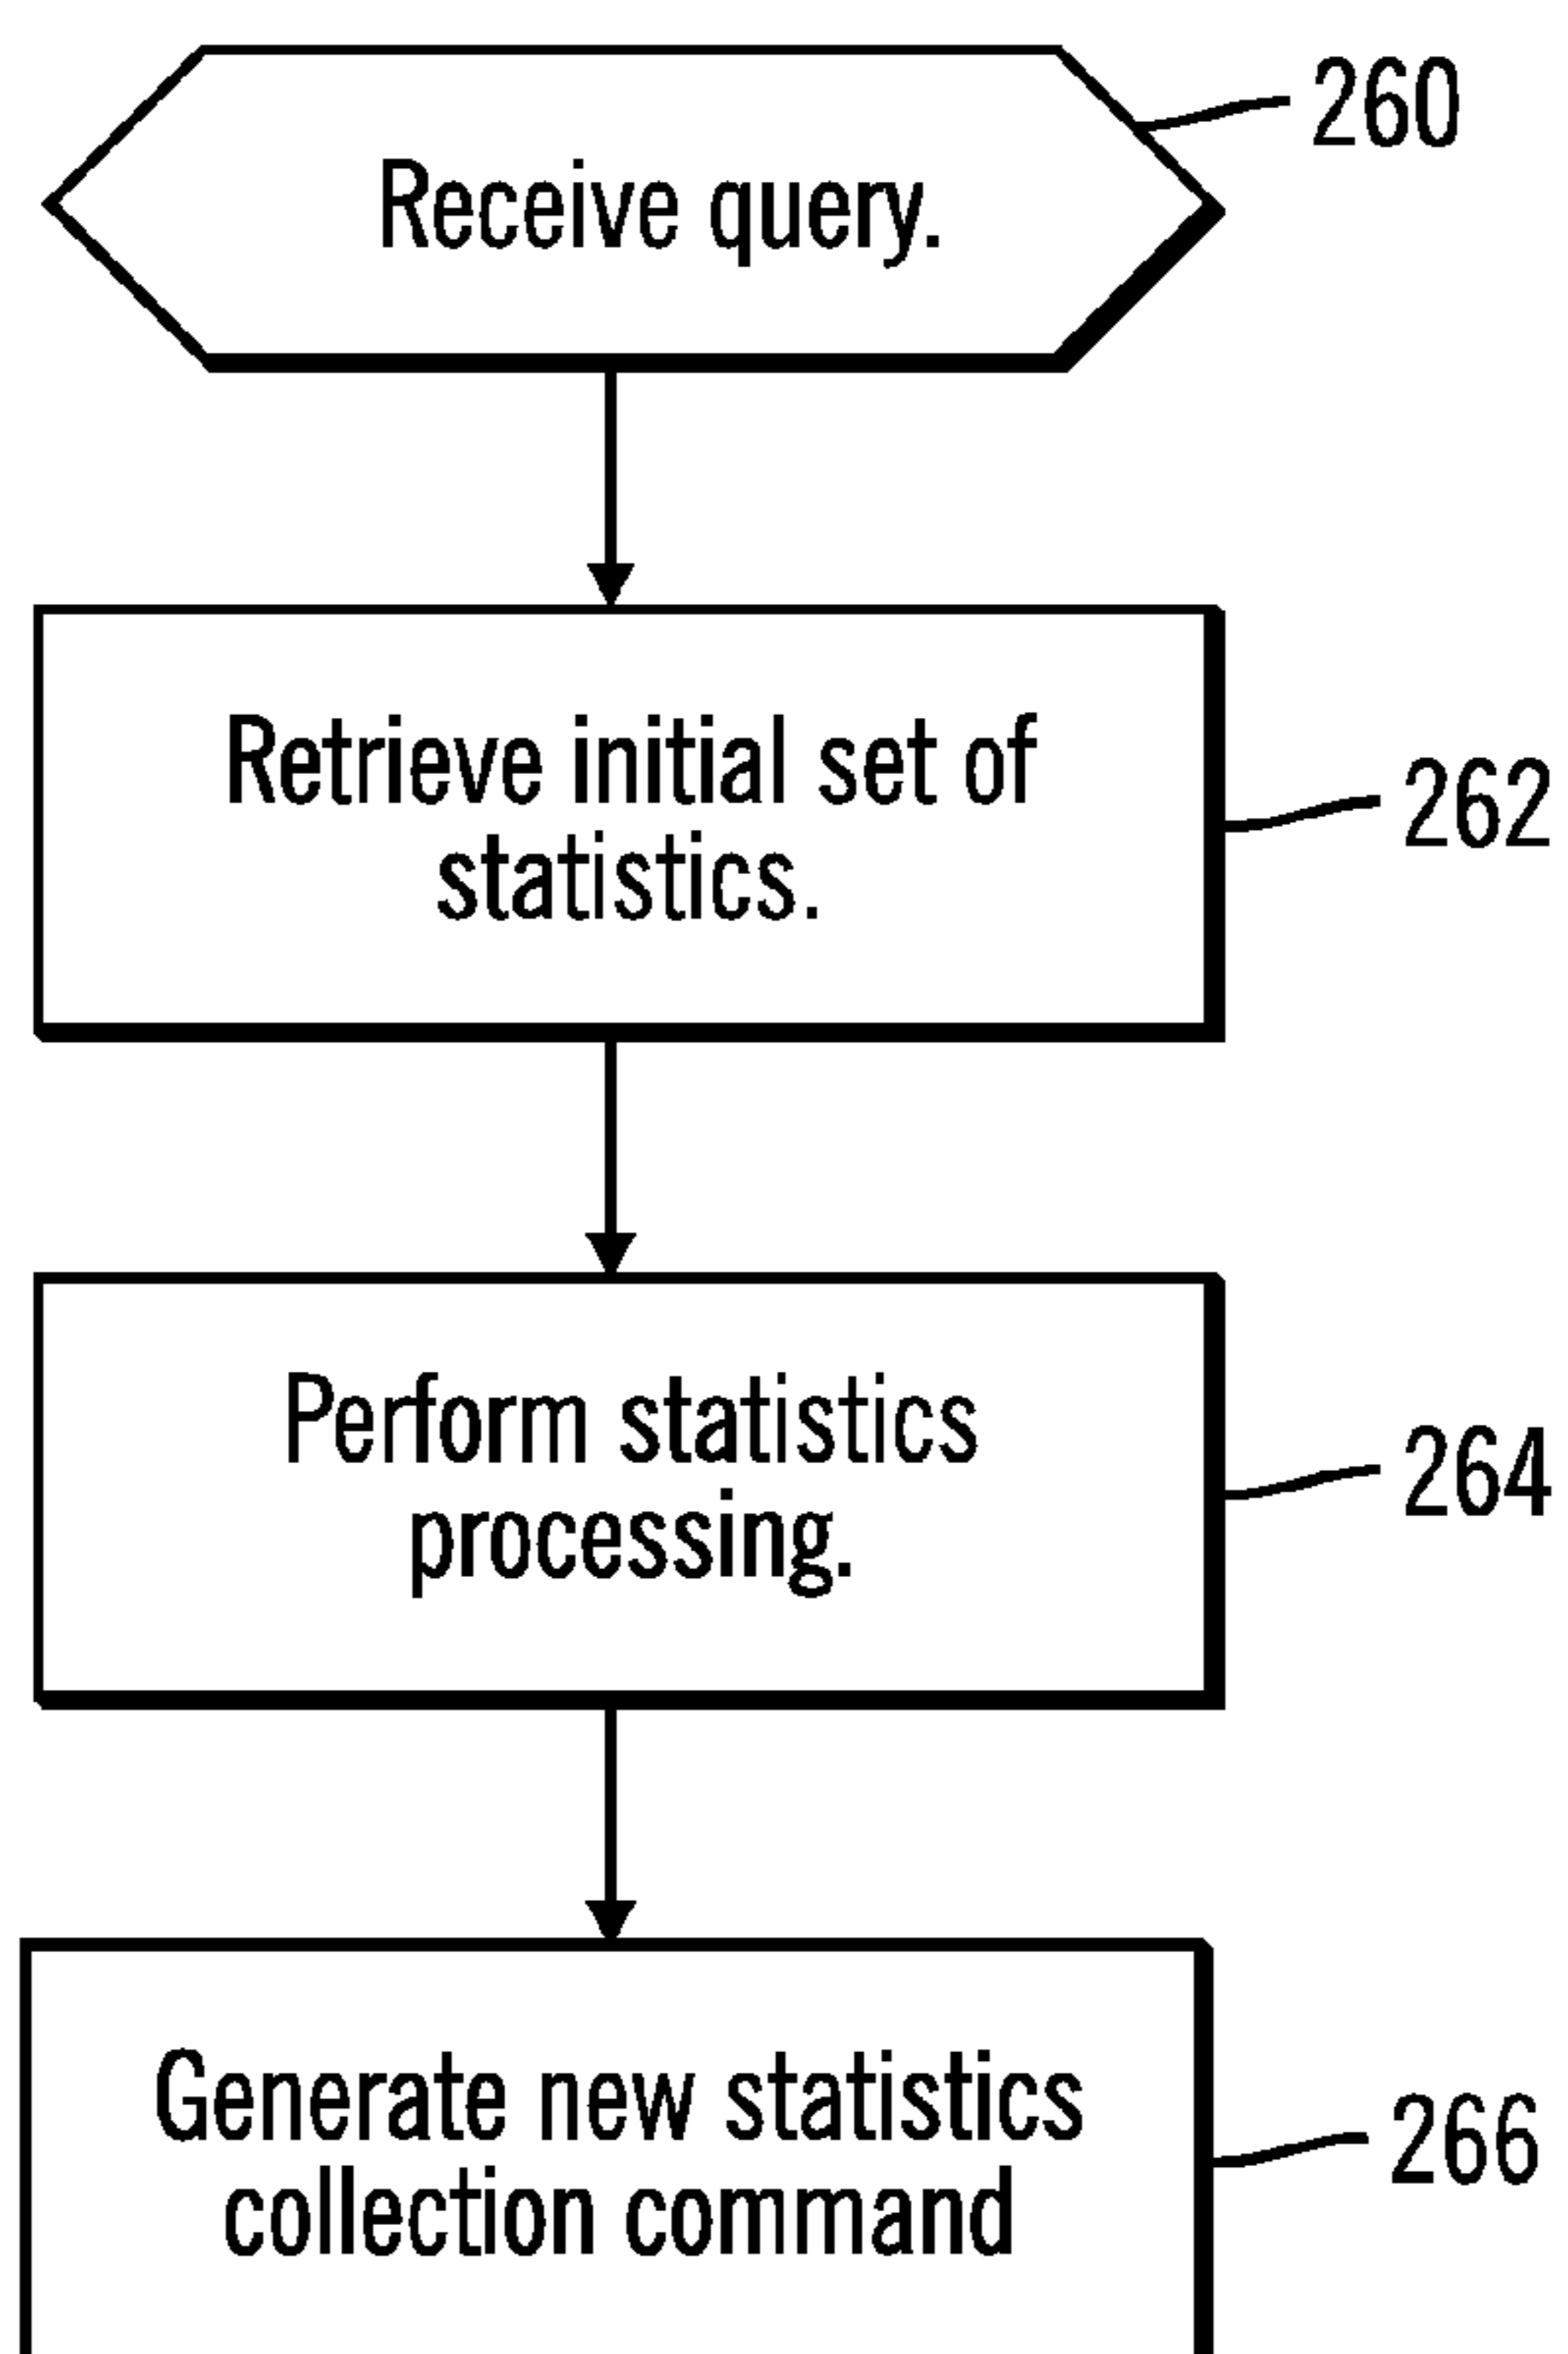 260
Receive query.
Retrieve initial set of
statistics.
262
Perform statistics
processing.
264
Generate new statistics
collection command
266